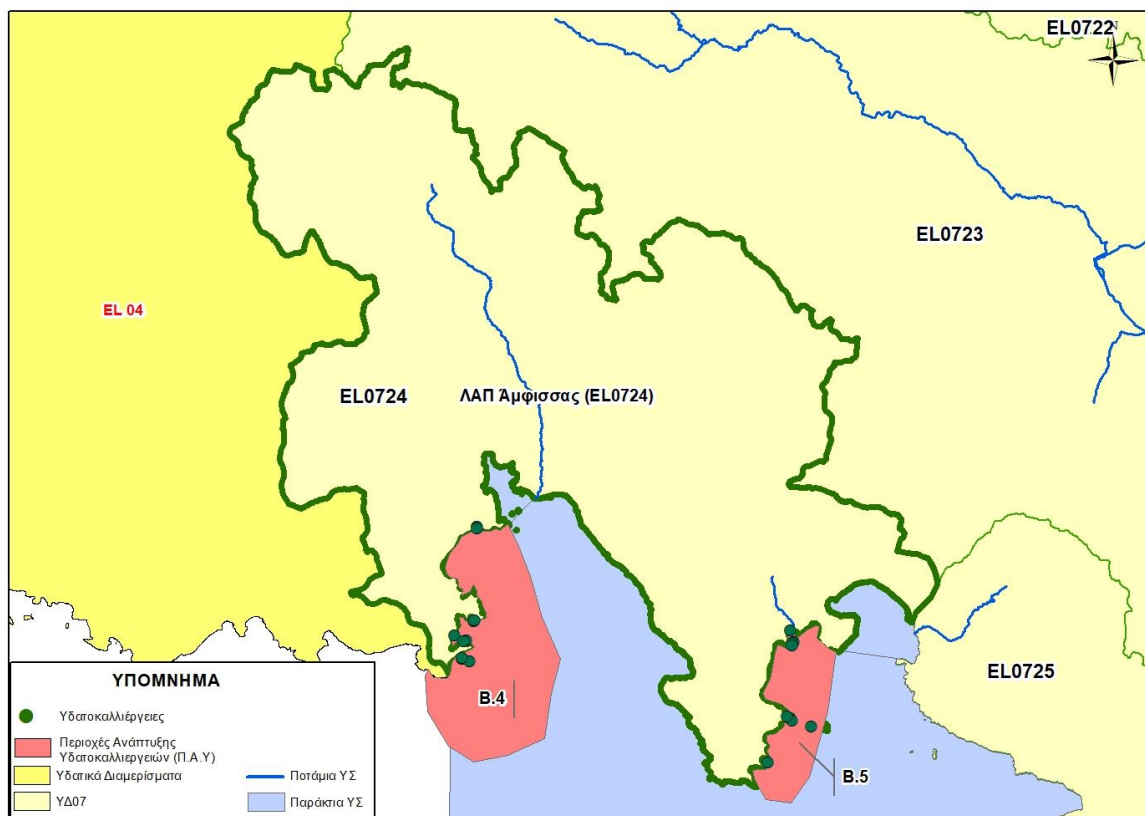 EL0722
N
EL0723
EL 04
EL0724
ΛΑΠ Άμφισσας (EL0724)
EL0725
B.4
B.5
ΥΠΟΜΝΗΜΑ
Υδατοκαλλιέργειες
Περιοχές Ανάπτυξης
Υδατοκαλλιεργειών (Π.Α.Υ)
Υδατικά Διαμερίσματα
Ποτάμια ΥΣ
ΥΔ07
Παράκτια ΥΣ